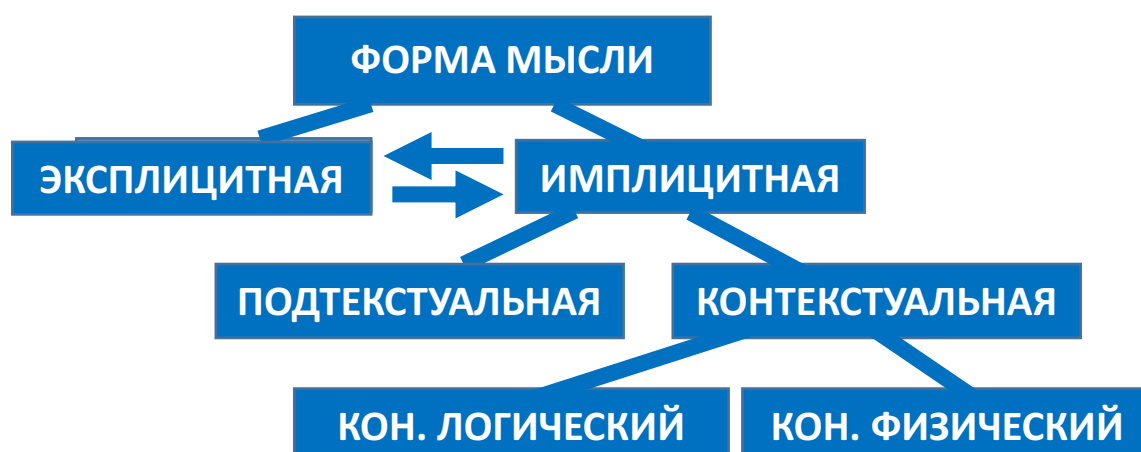 ФОРМА МЫСЛИ
ЭКСПЛИЦИТНАЯ
ИМПЛИЦИТНАЯ
ПОДТЕКСТУАЛЬНАЯ
КОНТЕКСТУАЛЬНАЯ
КОН. ЛОГИЧЕСКИЙ
КОН. ФИЗИЧЕСКИЙ